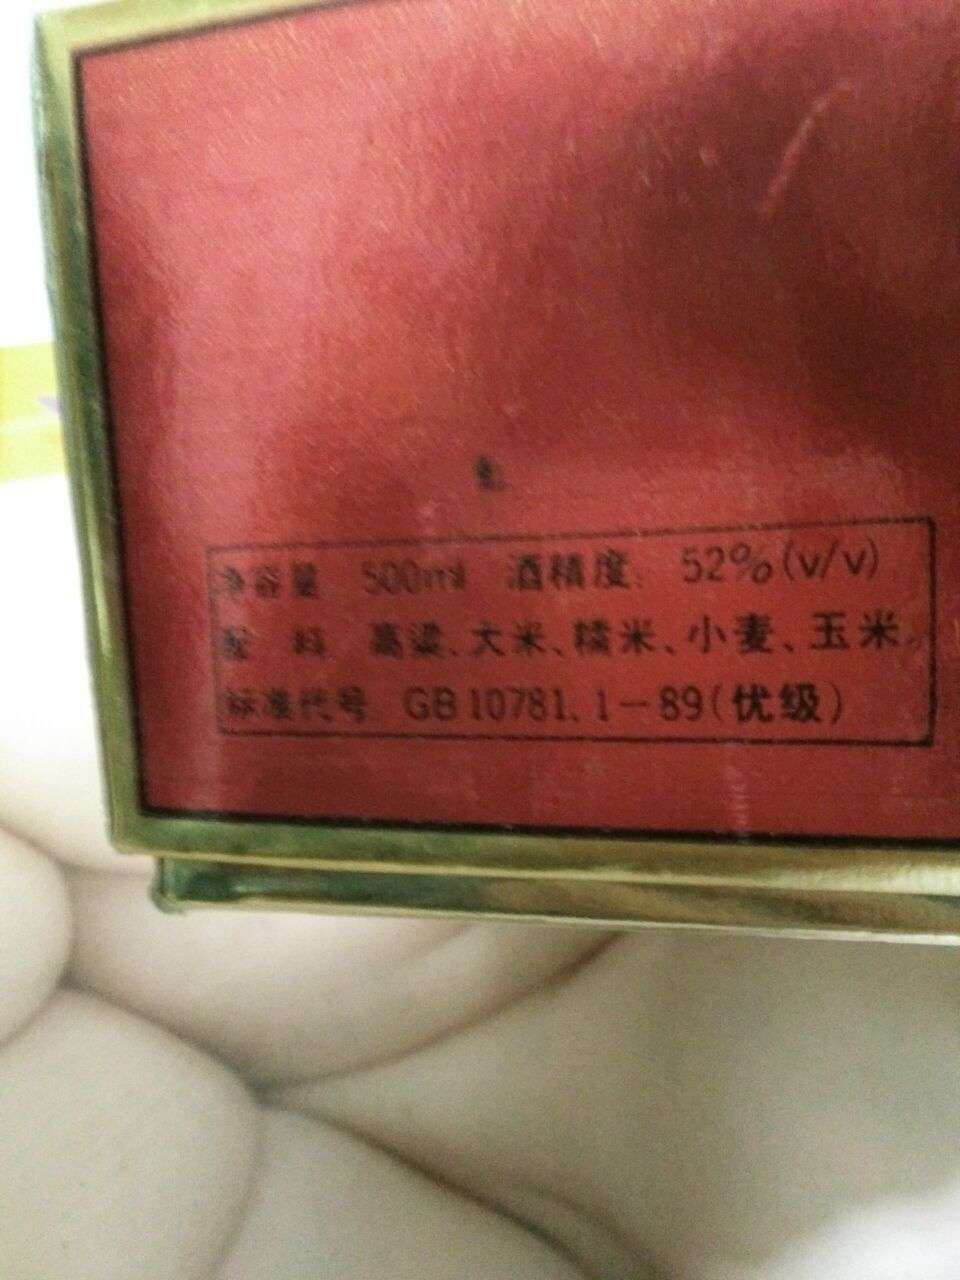 净容量 500ml 酒精度: 52%(v/v)
配 料 高粱、大米、糯米、小麦、玉米
标准代号 GB 10781.1-89(优级)